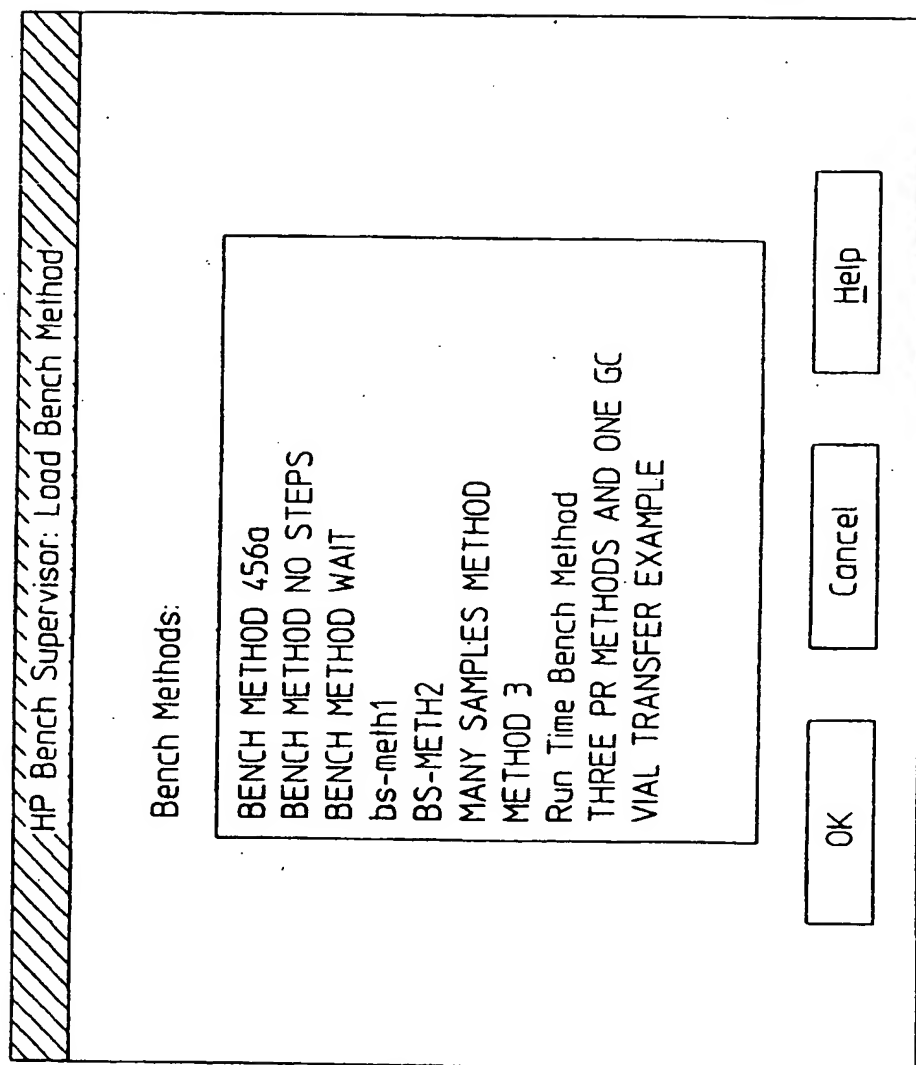 HP Bench Supervisor: Load Bench Method
Bench Methods:
BENCH METHOD 456a
BENCH METHOD NO STEPS
BENCH METHOD WAIT
bs-meth1
BS-METH2
MANY SAMPLES METHOD
METHOD 3
Run Time Bench Method
THREE PR METHODS AND ONE GC
VIAL TRANSFER EXAMPLE
OK
Cancel
Help